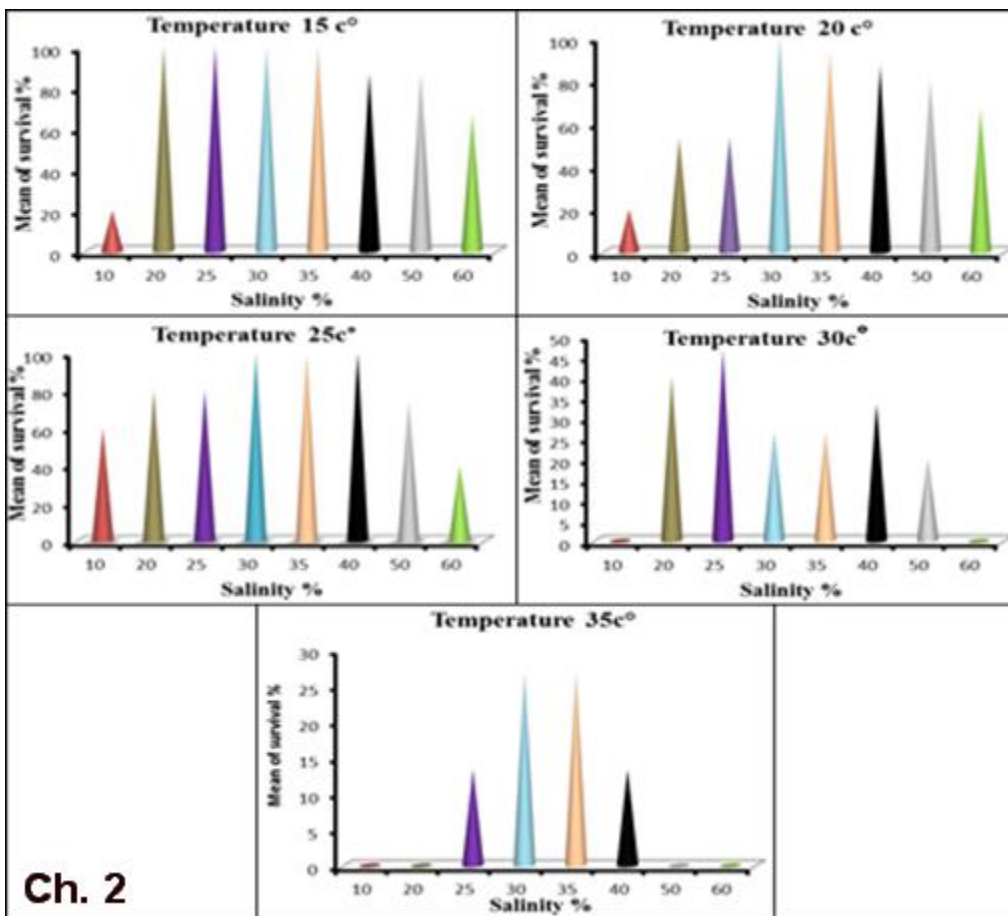 Temperature 15 c°
Mean of survival %
100
80
60
40
20
0
10 20 25 30 35 40 50 60
Salinity %
Temperature 20 c°
Mean of survival %
100
80
60
40
20
0
10 20 25 30 35 40 50 60
Salinity %
Temperature 25c°
Mean of survival %
100
80
60
40
20
0
10 20 25 30 35 40 50 60
Salinity %
Temperature 30c°
Mean of survival %
50
45
40
35
30
25
20
15
10
5
0
10 20 25 30 35 40 50 60
Salinity %
Temperature 35c°
Mean of survival %
30
25
20
15
10
5
0
10 20 25 30 35 40 50 60
Salinity %
Ch. 2